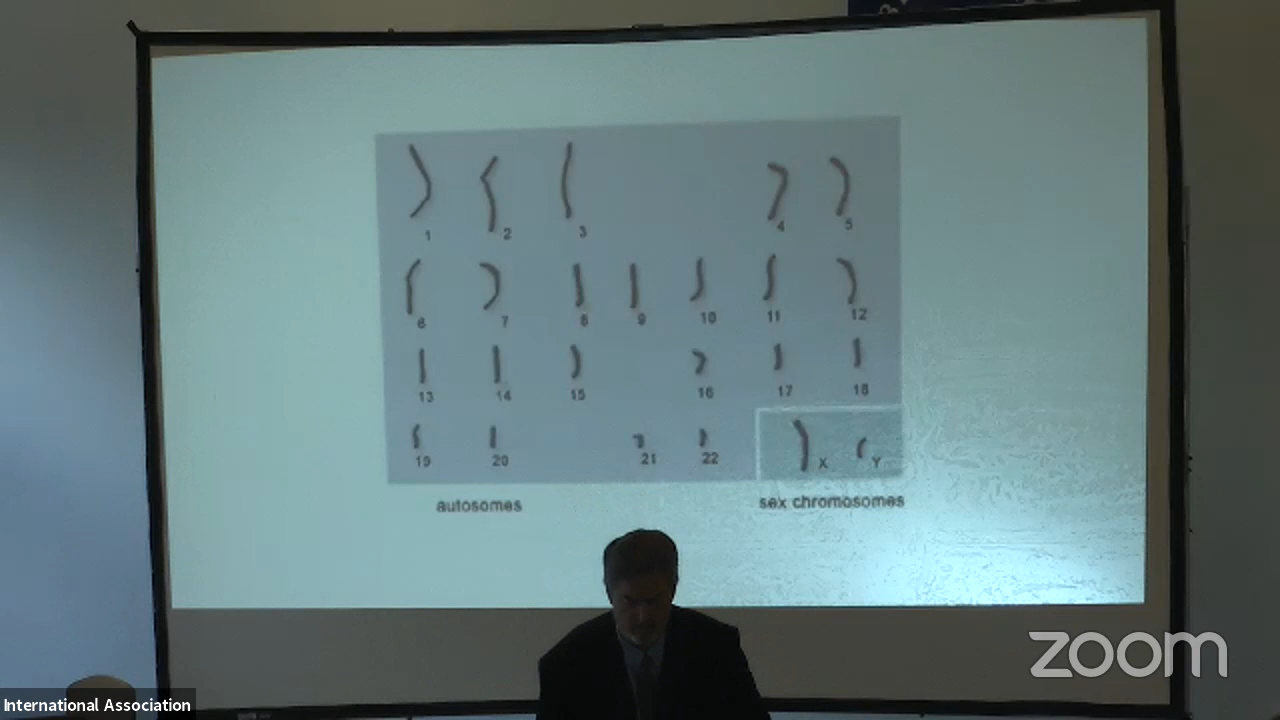 1 2 3 4 5
6 7 8 9 10 11 12
13 14 15 16 17 18
19 20 21 22 X Y
autosomes sex chromosomes
zoom
International Association